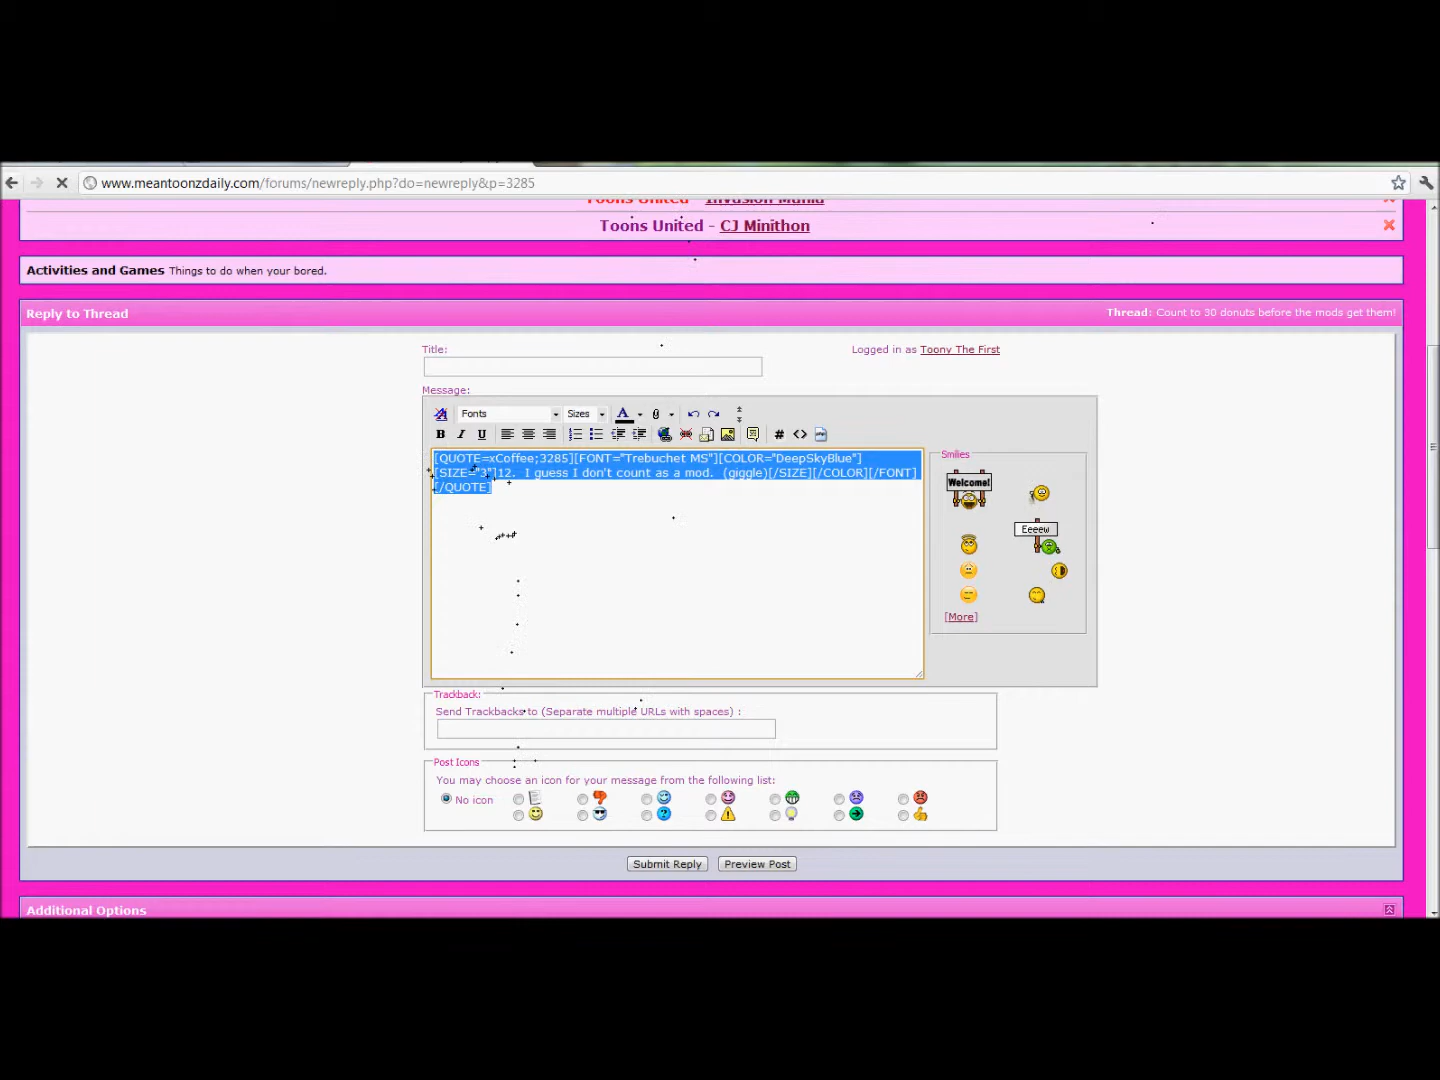 www.meantoonzdaily.com/forums/newreply.php?do=newreply&p=3285
Toons United - Invasion Mania
Toons United - CJ Minithon
Activities and Games Things to do when your bored.
Reply to Thread
Thread: Count to 30 donuts before the mods get them!
Title:
Logged in as Toony The First
Message:
Fonts Sizes A
B I U # <>
[QUOTE=xCoffee;3285][FONT="Trebuchet MS"][COLOR="DeepSkyBlue"]
[SIZE="3"]12.  I guess I don't count as a mod.  (giggle)[/SIZE][/COLOR][/FONT]
[/QUOTE]
Smilies
Welcome!
Eeeew
[More]
Trackback:
Send Trackbacks to (Separate multiple URLs with spaces) :
Post Icons
You may choose an icon for your message from the following list:
No icon
Submit Reply Preview Post
Additional Options